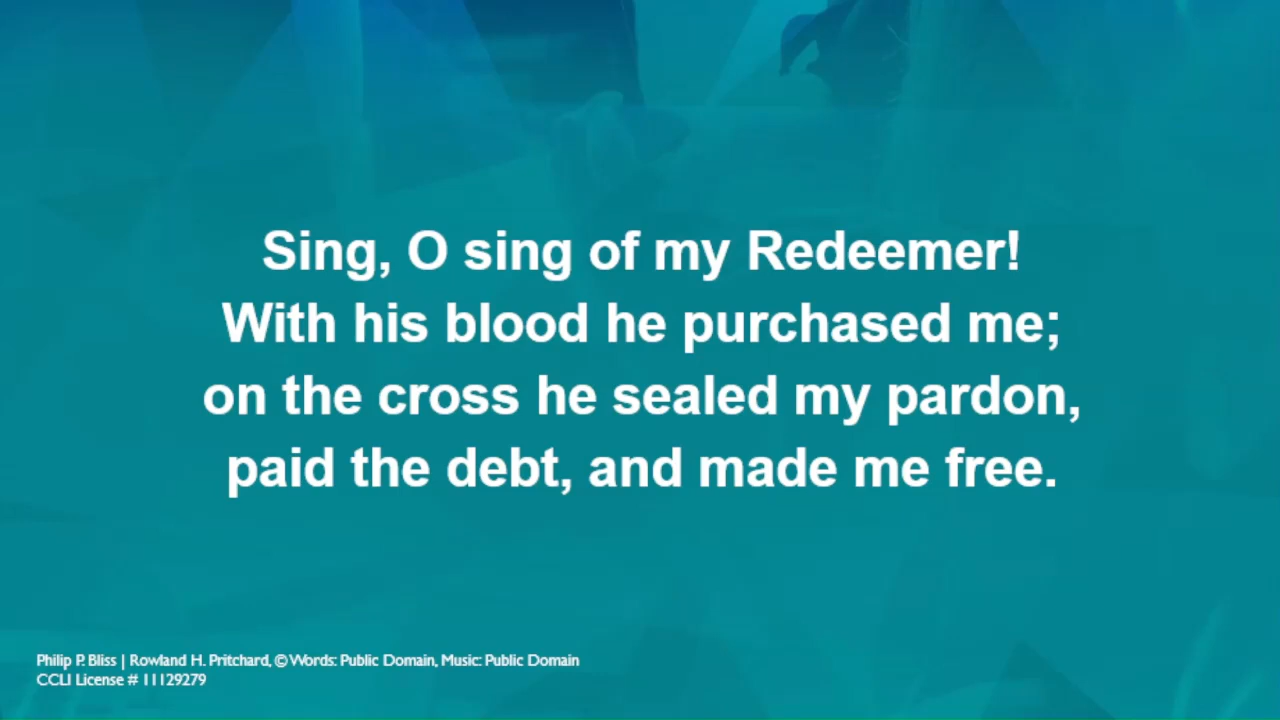 Sing, O sing of my Redeemer!
With his blood he purchased me;
on the cross he sealed my pardon,
paid the debt, and made me free.
Philip P. Bliss | Rowland H. Pritchard, © Words: Public Domain, Music: Public Domain
CCLI License # 11129279